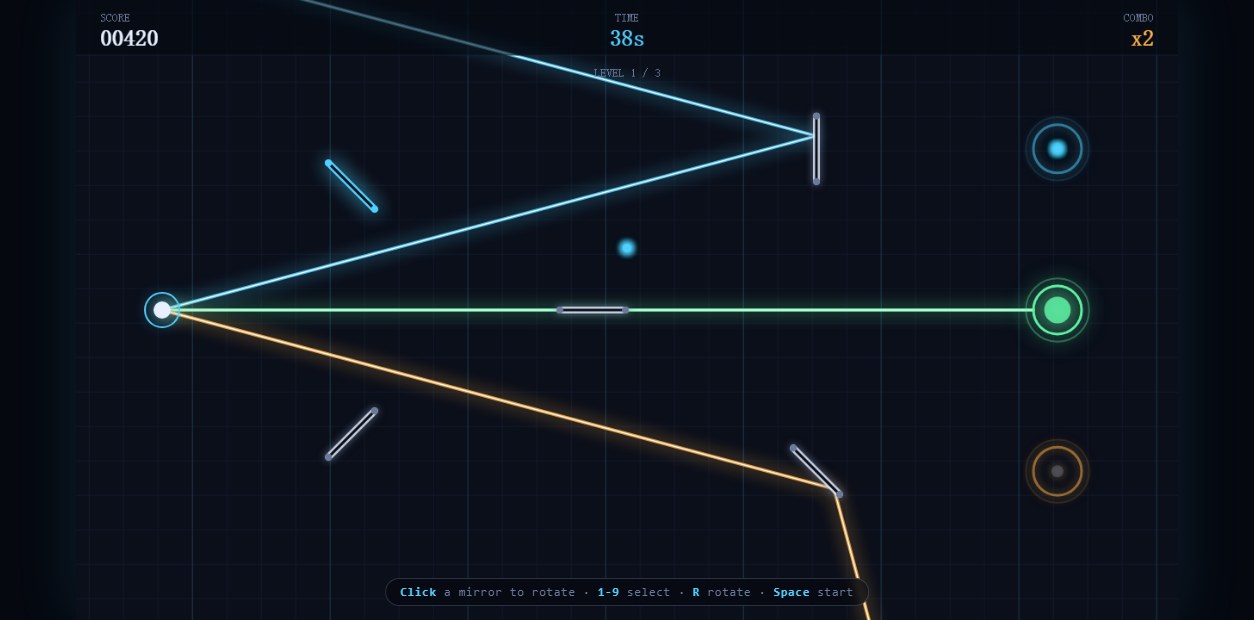 SCORE
00420
TIME
38s
COMBO
x2
LEVEL 1 / 3
Click a mirror to rotate · 1-9 select · R rotate · Space start